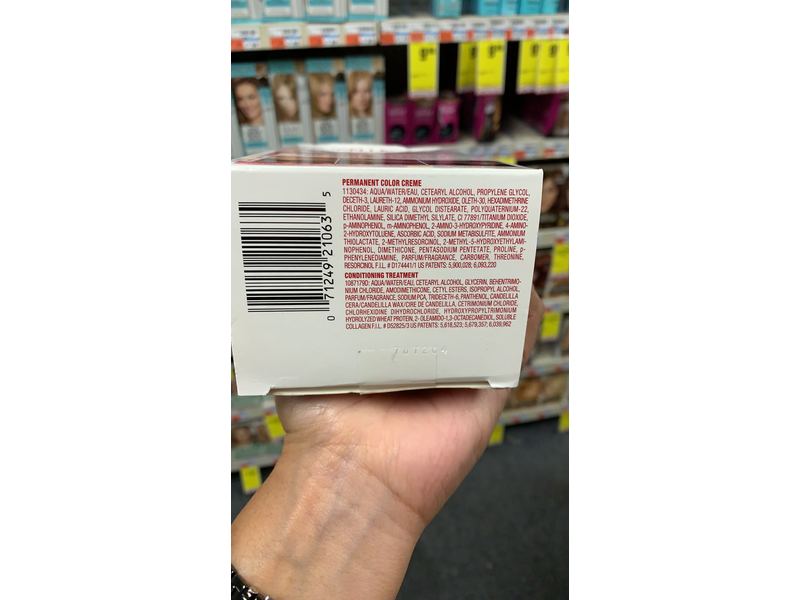 PERMANENT COLOR CREME
1130434: AQUA/WATER/EAU, CETEARYL ALCOHOL, PROPYLENE GLYCOL,
DECETH-3, LAURETH-12, AMMONIUM HYDROXIDE, OLETH-30, HEXADIMETHRINE
CHLORIDE, LAURIC ACID, GLYCOL DISTEARATE, POLYQUATERNIUM-22,
ETHANOLAMINE, SILICA DIMETHYL SILYLATE, CI 77891/TITANIUM DIOXIDE,
p-AMINOPHENOL, m-AMINOPHENOL, 2-AMINO-3-HYDROXYPYRIDINE, 4-AMINO-
2-HYDROXYTOLUENE, ASCORBIC ACID, SODIUM METABISULFITE, AMMONIUM
THIOLACTATE, 2-METHYLRESORCINOL, 2-METHYL-5-HYDROXYETHYLAMI-
NOPHENOL, DIMETHICONE, PENTASODIUM PENTETATE, PROLINE, p-
PHENYLENEDIAMINE, PARFUM/FRAGRANCE, CARBOMER, THREONINE,
RESORCINOL F.I.L. # D174441/1 US PATENTS: 5,900,028; 6,093,220
CONDITIONING TREATMENT
1087179D: AQUA/WATER/EAU, CETEARYL ALCOHOL, GLYCERIN, BEHENTRIMO-
NIUM CHLORIDE, AMODIMETHICONE, CETYL ESTERS, ISOPROPYL ALCOHOL,
PARFUM/FRAGRANCE, SODIUM PCA, TRIDECETH-6, PANTHENOL, CANDELILLA
CERA/CANDELILLA WAX/CIRE DE CANDELILLA, CETRIMONIUM CHLORIDE,
CHLORHEXIDINE DIHYDROCHLORIDE, HYDROXYPROPYLTRIMONIUM
HYDROLYZED WHEAT PROTEIN, 2- OLEAMIDO-1,3-OCTADECANEDIOL, SOLUBLE
COLLAGEN F.I.L. # D52825/3 US PATENTS: 5,618,523; 5,679,357; 6,039,962
0 71249 21063 5